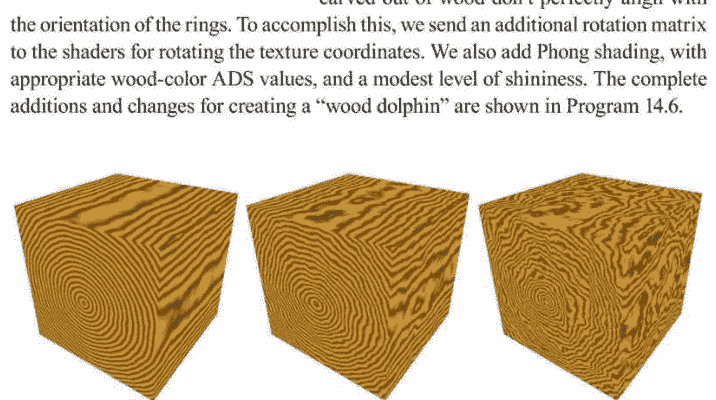 carved out of wood don't perfectly align with
the orientation of the rings. To accomplish this, we send an additional rotation matrix
to the shaders for rotating the texture coordinates. We also add Phong shading, with
appropriate wood-color ADS values, and a modest level of shininess. The complete
additions and changes for creating a “wood dolphin” are shown in Program 14.6.